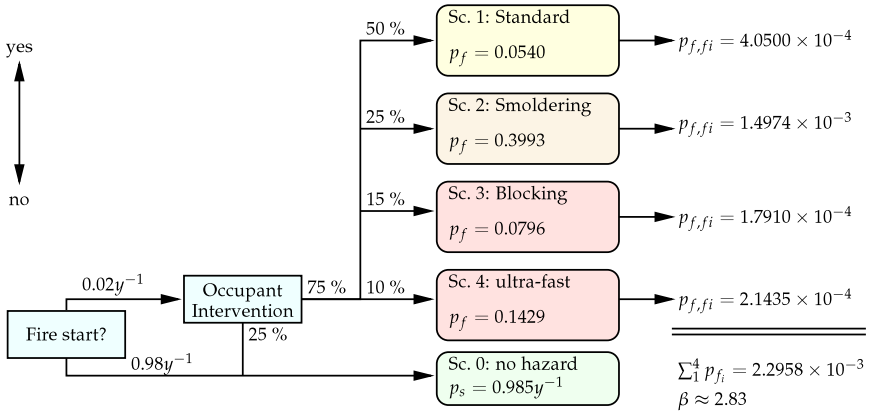 yes
no
Fire start?
0.02y⁻¹
0.98y⁻¹
Occupant
Intervention
75 %
25 %
50 %
Sc. 1: Standard
p_f = 0.0540
p_{f,fi} = 4.0500 × 10⁻⁴
25 %
Sc. 2: Smoldering
p_f = 0.3993
p_{f,fi} = 1.4974 × 10⁻³
15 %
Sc. 3: Blocking
p_f = 0.0796
p_{f,fi} = 1.7910 × 10⁻⁴
10 %
Sc. 4: ultra-fast
p_f = 0.1429
p_{f,fi} = 2.1435 × 10⁻⁴
Sc. 0: no hazard
p_s = 0.985y⁻¹
∑₁⁴ p_{f_i} = 2.2958 × 10⁻³
β ≈ 2.83